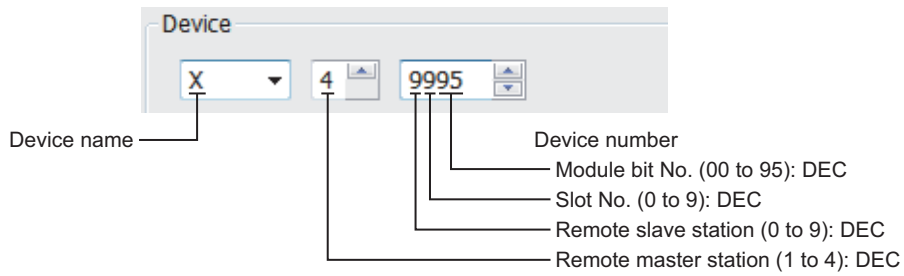 Device
X 4 9995
Device name
Device number
Module bit No. (00 to 95): DEC
Slot No. (0 to 9): DEC
Remote slave station (0 to 9): DEC
Remote master station (1 to 4): DEC